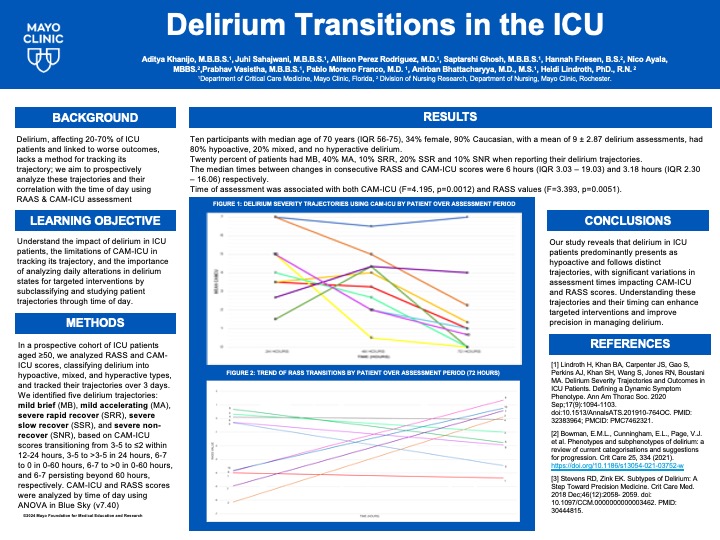 MAYO
CLINIC
Delirium Transitions in the ICU
Aditya Khanijo, M.B.B.S.¹, Juhi Sahajwani, M.B.B.S.¹, Allison Perez Rodriguez, M.D.¹, Saptarshi Ghosh, M.B.B.S.¹, Hannah Friesen, B.S.², Nico Ayala,
MBBS.²,Prabhav Vasistha, M.B.B.S.¹, Pablo Moreno Franco, M.D. ¹, Anirban Bhattacharyya, M.D., M.S.¹, Heidi Lindroth, PhD., R.N. ²
¹Department of Critical Care Medicine, Mayo Clinic, Florida, ² Division of Nursing Research, Department of Nursing, Mayo Clinic, Rochester.
BACKGROUND
Delirium, affecting 20-70% of ICU
patients and linked to worse outcomes,
lacks a method for tracking its
trajectory; we aim to prospectively
analyze these trajectories and their
correlation with the time of day using
RAAS & CAM-ICU assessment
LEARNING OBJECTIVE
Understand the impact of delirium in ICU
patients, the limitations of CAM-ICU in
tracking its trajectory, and the importance
of analyzing daily alterations in delirium
states for targeted interventions by
subclassifying and studying patient
trajectories through time of day.
METHODS
In a prospective cohort of ICU patients
aged ≥50, we analyzed RASS and CAM-
ICU scores, classifying delirium into
hypoactive, mixed, and hyperactive types,
and tracked their trajectories over 3 days.
We identified five delirium trajectories:
mild brief (MB), mild accelerating (MA),
severe rapid recover (SRR), severe
slow recover (SSR), and severe non-
recover (SNR), based on CAM-ICU
scores transitioning from 3-5 to ≤2 within
12-24 hours, 3-5 to >3-5 in 24 hours, 6-7
to 0 in 0-60 hours, 6-7 to >0 in 0-60 hours,
and 6-7 persisting beyond 60 hours,
respectively. CAM-ICU and RASS scores
were analyzed by time of day using
ANOVA in Blue Sky (v7.40)
©2024 Mayo Foundation for Medical Education and Research
RESULTS
Ten participants with median age of 70 years (IQR 56-75), 34% female, 90% Caucasian, with a mean of 9 ± 2.87 delirium assessments, had
80% hypoactive, 20% mixed, and no hyperactive delirium.
Twenty percent of patients had MB, 40% MA, 10% SRR, 20% SSR and 10% SNR when reporting their delirium trajectory.
The median times between changes in consecutive RASS and CAM-ICU scores were 6 hours (IQR 3.03 – 19.03) and 3.18 hours (IQR 2.30
– 16.06) respectively.
Time of assessment was associated with both CAM-ICU (F=4.195, p=0.0012) and RASS values (F=3.393, p=0.0051).
FIGURE 1: DELIRIUM SEVERITY TRAJECTORIES USING CAM-ICU BY PATIENT OVER ASSESSMENT PERIOD
24 HOURS
48 HOURS
72 HOURS
TIME (HOURS)
FIGURE 2: TREND OF RASS TRANSITIONS BY PATIENT OVER ASSESSMENT PERIOD (72 HOURS)
CONCLUSIONS
Our study reveals that delirium in ICU
patients predominantly presents as
hypoactive and follows distinct
trajectories, with significant variations in
assessment times impacting CAM-ICU
and RASS scores. Understanding these
trajectories and their timing can enhance
targeted interventions and improve
precision in managing delirium.
REFERENCES
[1] Lindroth H, Khan BA, Carpenter JS, Gao S,
Perkins AJ, Khan SH, Wang S, Jones RN, Boustani
MA. Delirium Severity Trajectories and Outcomes in
ICU Patients. Defining a Dynamic Symptom
Phenotype. Ann Am Thorac Soc. 2020
Sep;17(9):1094-1103.
doi:10.1513/AnnalsATS.201910-764OC. PMID:
32383964; PMCID: PMC7462321.
[2] Bowman, E.M.L., Cunningham, E.L., Page, V.J.
et al. Phenotypes and subphenotypes of delirium: a
review of current categorisations and suggestions
for progression. Crit Care 25, 334 (2021).
https://doi.org/10.1186/s13054-021-03752-w
[3] Stevens RD, Zink EK. Subtypes of Delirium: A
Step Toward Precision Medicine. Crit Care Med.
2018 Dec;46(12):2058- 2059. doi:
10.1097/CCM.0000000000003462. PMID:
30444815.